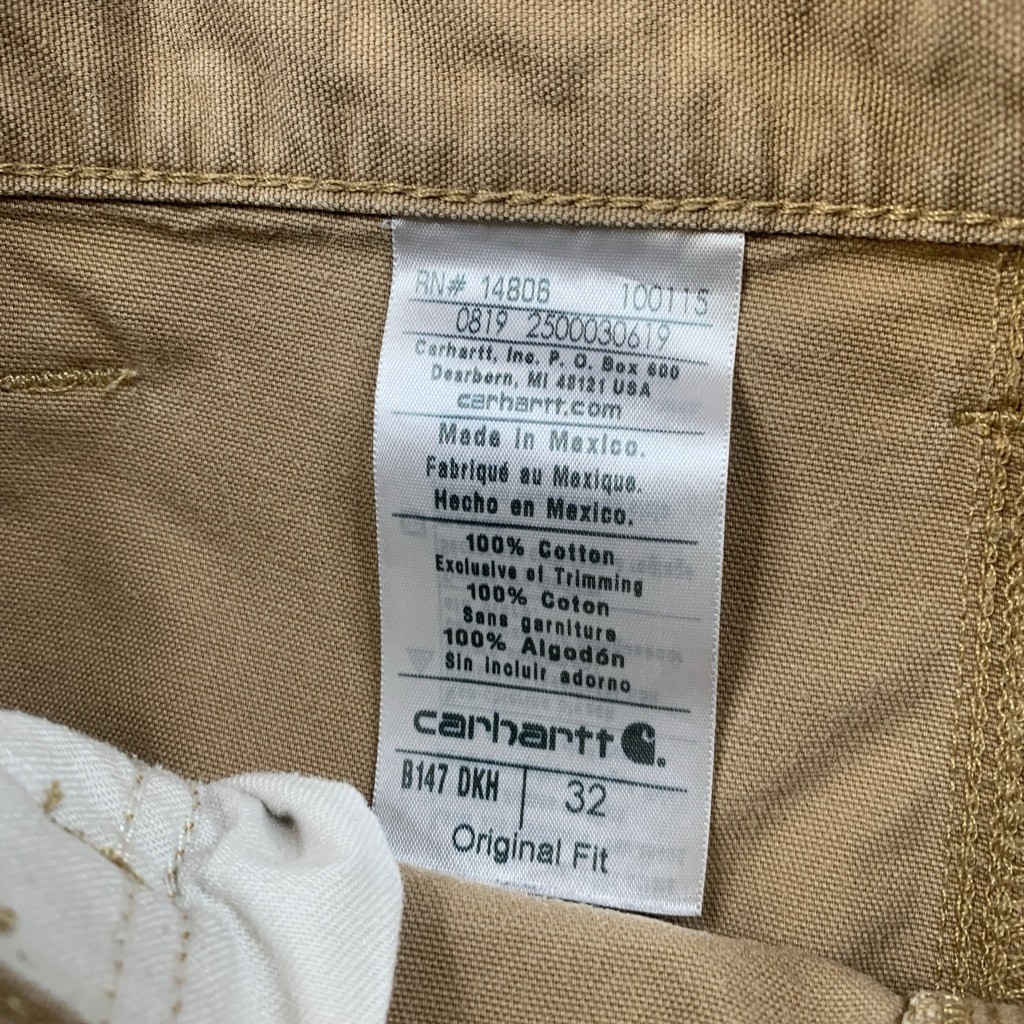 RN# 14806 100115
0819 2500030619
Carhartt, Inc. P. O. Box 600
Dearborn, MI 48121 USA
carhartt.com
Made in Mexico.
Fabriqué au Mexique.
Hecho en Mexico.
100% Cotton
Exclusive of Trimming
100% Coton
Sans garniture
100% Algodón
Sin incluir adorno
carhartt
B147 DKH 32
Original Fit